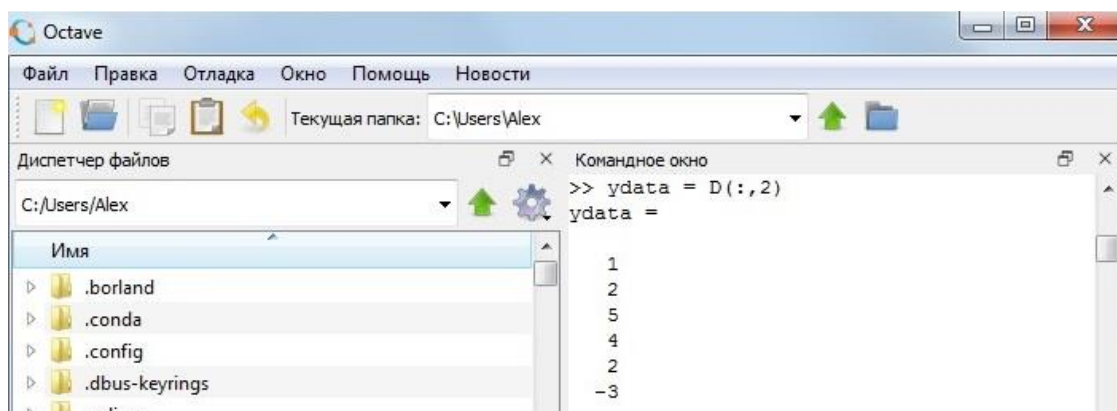 Octave
Файл Правка Отладка Окно Помощь Новости
Текущая папка: C:\Users\Alex
Диспетчер файлов
C:/Users/Alex
Имя
.borland
.conda
.config
.dbus-keyrings
Командное окно
>> ydata = D(:,2)
ydata =
1
2
5
4
2
-3